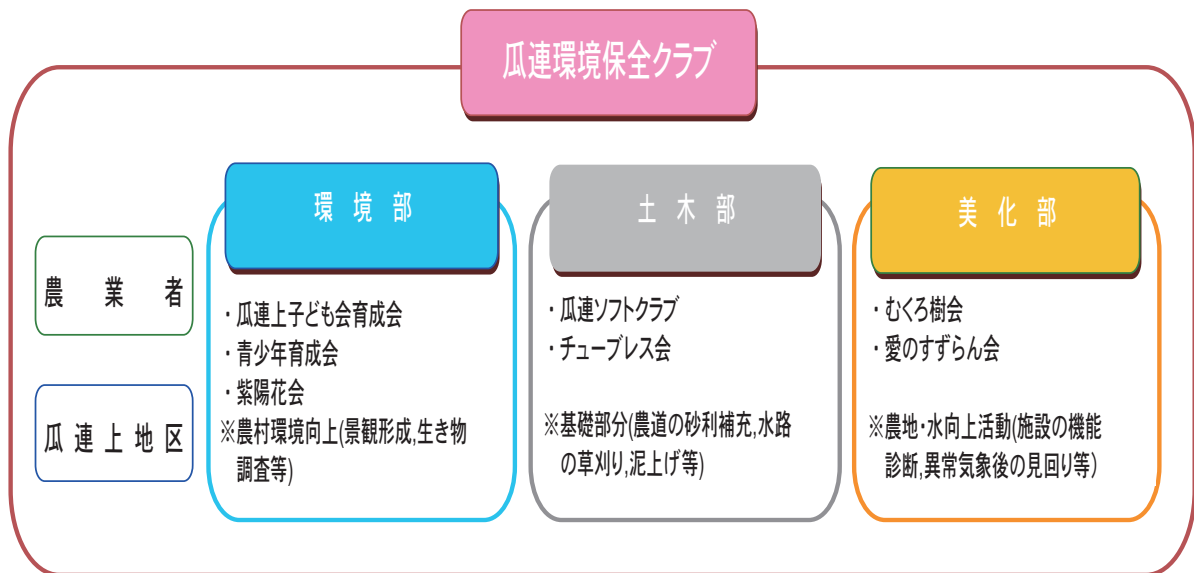 瓜連環境保全クラブ
農業者
瓜連上地区
環境部
・瓜連上子ども会育成会
・青少年育成会
・紫陽花会
※農村環境向上(景観形成,生き物
調査等)
土木部
・瓜連ソフトクラブ
・チューブレス会
※基礎部分(農道の砂利補充,水路
の草刈り,泥上げ等)
美化部
・むくろ樹会
・愛のすずらん会
※農地・水向上活動(施設の機能
診断,異常気象後の見回り等）